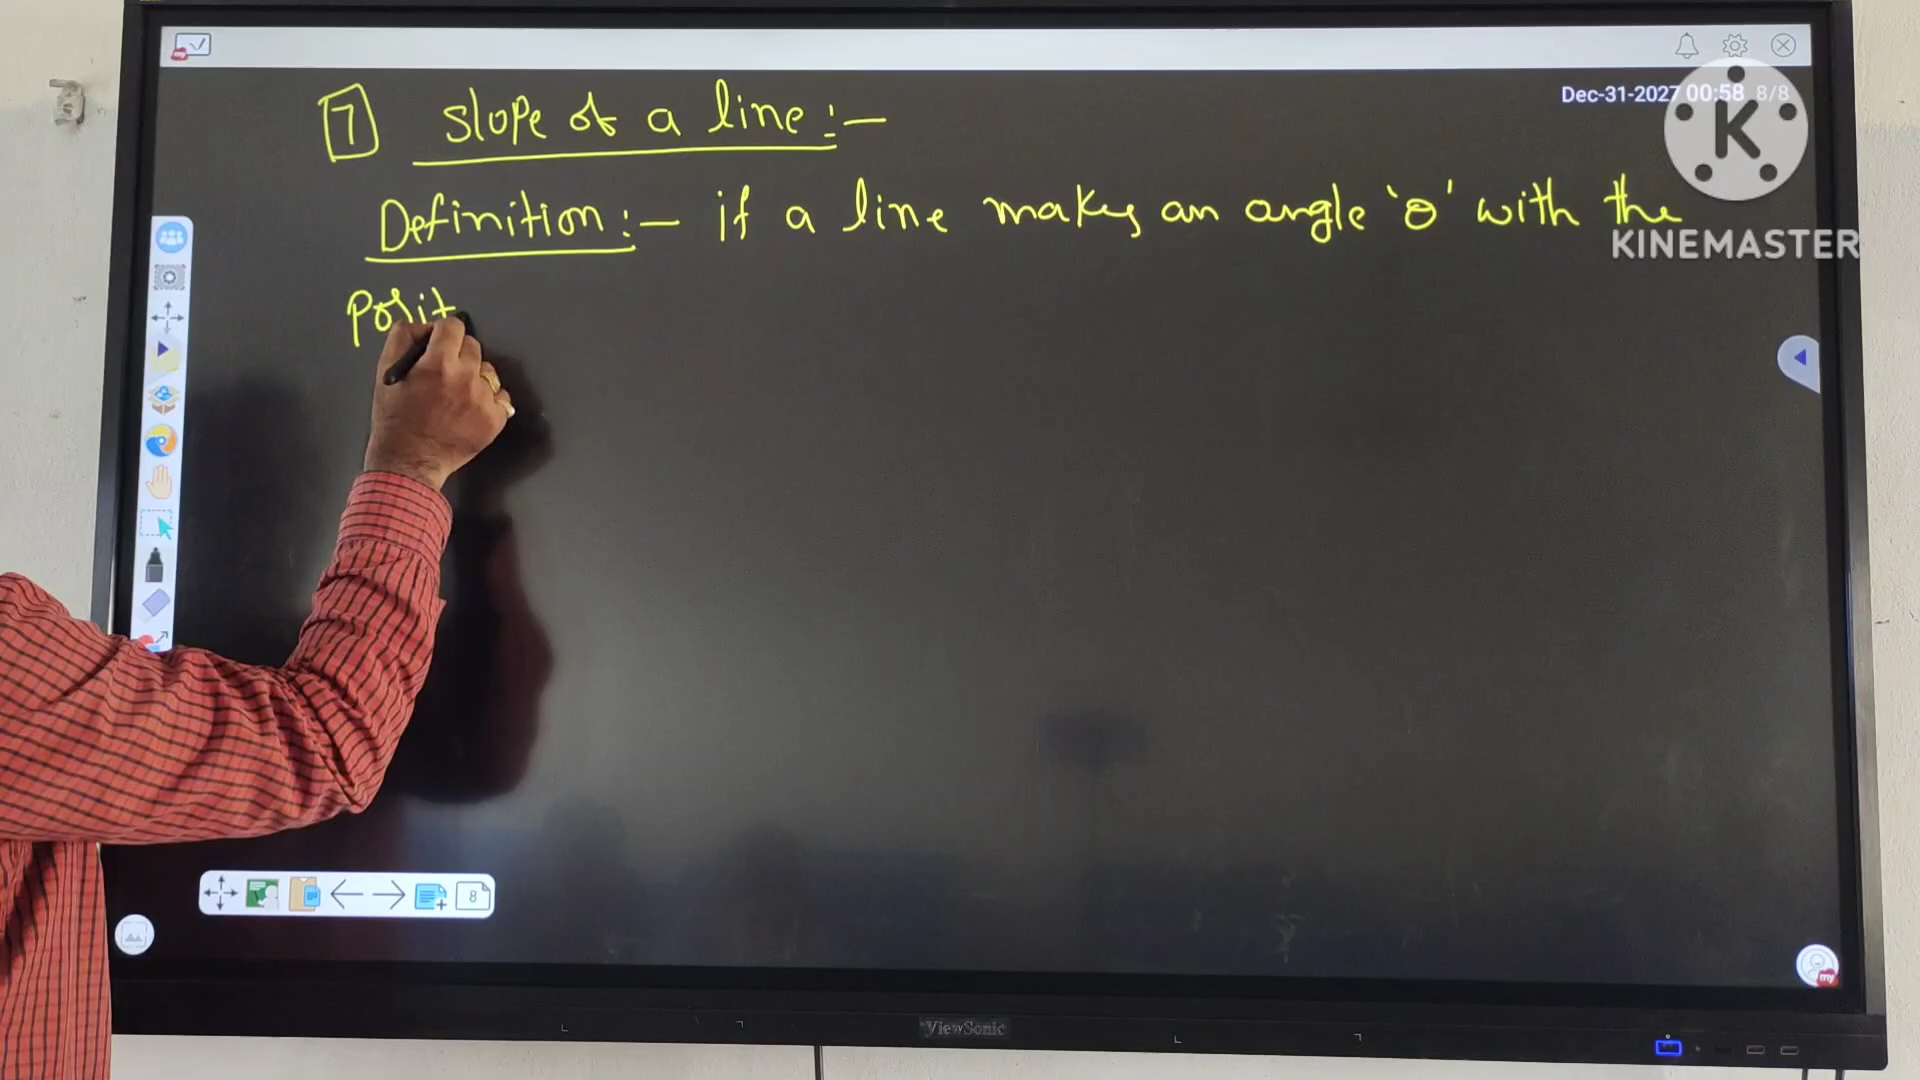 Dec-31-2027 00:58 8/8
7 Slope of a line :-
Definition :- if a line makes an angle 'θ' with the
KINEMASTER
Posit
8
ViewSonic